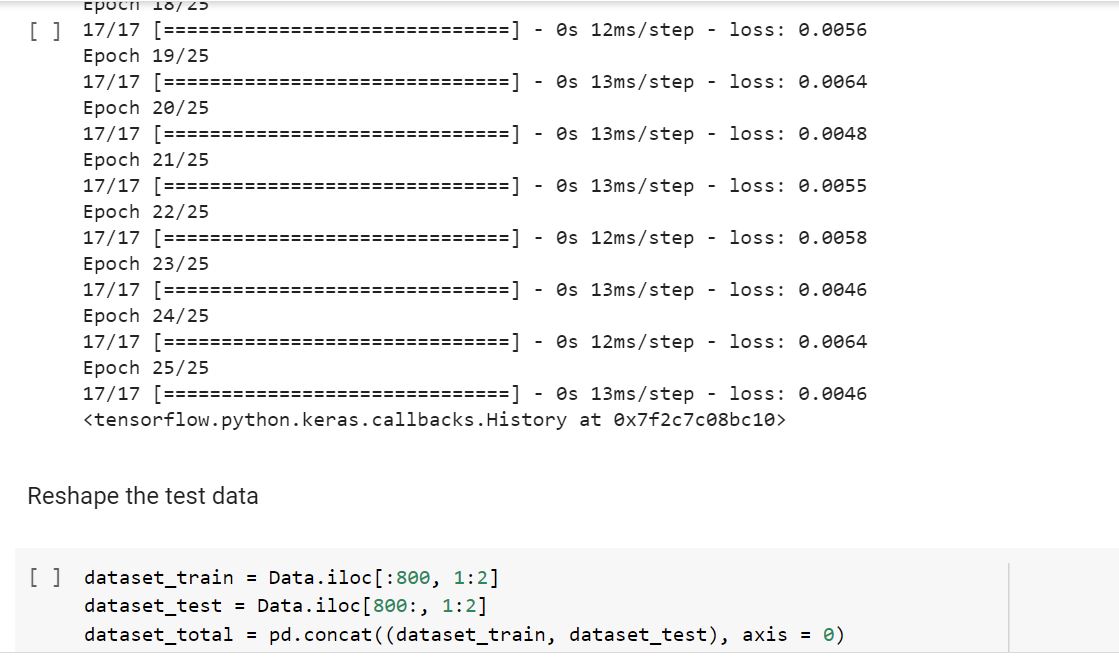 Epoch 18/25
[ ] 17/17 [==============================] - 0s 12ms/step - loss: 0.0056
Epoch 19/25
17/17 [==============================] - 0s 13ms/step - loss: 0.0064
Epoch 20/25
17/17 [==============================] - 0s 13ms/step - loss: 0.0048
Epoch 21/25
17/17 [==============================] - 0s 13ms/step - loss: 0.0055
Epoch 22/25
17/17 [==============================] - 0s 12ms/step - loss: 0.0058
Epoch 23/25
17/17 [==============================] - 0s 13ms/step - loss: 0.0046
Epoch 24/25
17/17 [==============================] - 0s 12ms/step - loss: 0.0064
Epoch 25/25
17/17 [==============================] - 0s 13ms/step - loss: 0.0046
<tensorflow.python.keras.callbacks.History at 0x7f2c7c08bc10>
Reshape the test data
[ ] dataset_train = Data.iloc[:800, 1:2]
dataset_test = Data.iloc[800:, 1:2]
dataset_total = pd.concat((dataset_train, dataset_test), axis = 0)